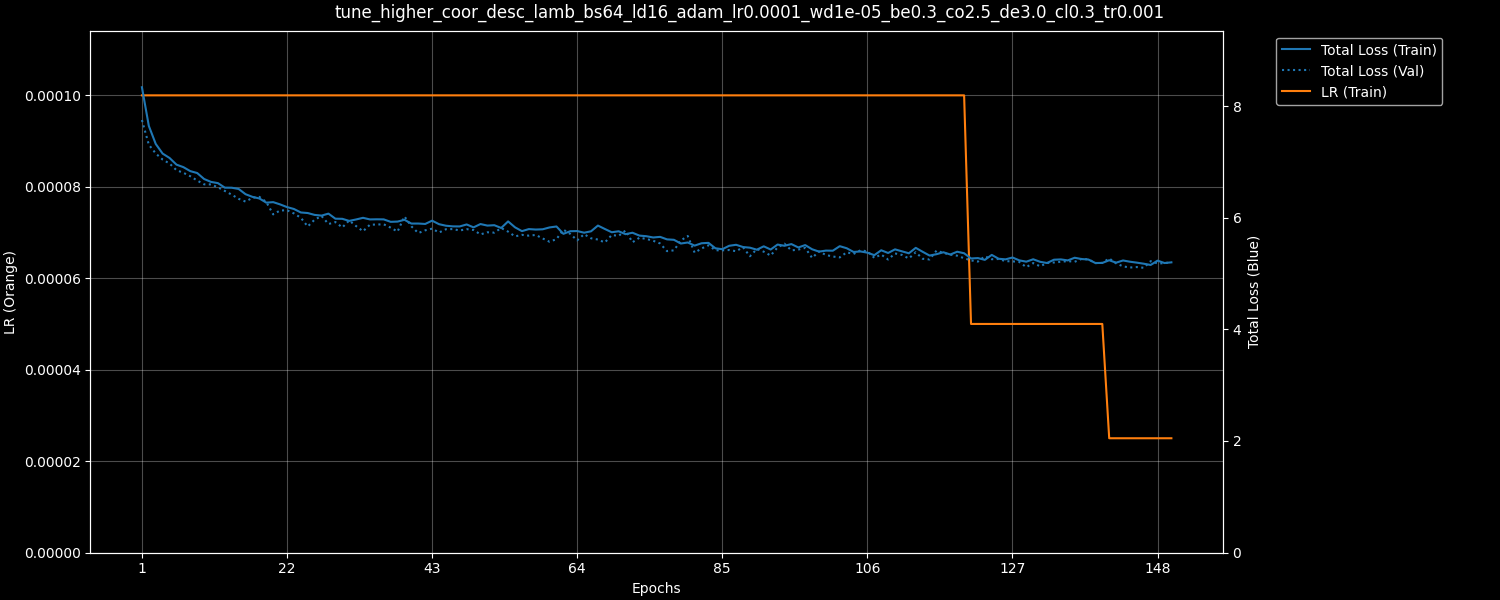 tune_higher_coor_desc_lamb_bs64_ld16_adam_lr0.0001_wd1e-05_be0.3_co2.5_de3.0_cl0.3_tr0.001
Total Loss (Train)
Total Loss (Val)
LR (Train)
0.00010
0.00008
0.00006
0.00004
0.00002
0.00000
LR (Orange)
8
6
4
2
0
Total Loss (Blue)
1 22 43 64 85 106 127 148
Epochs